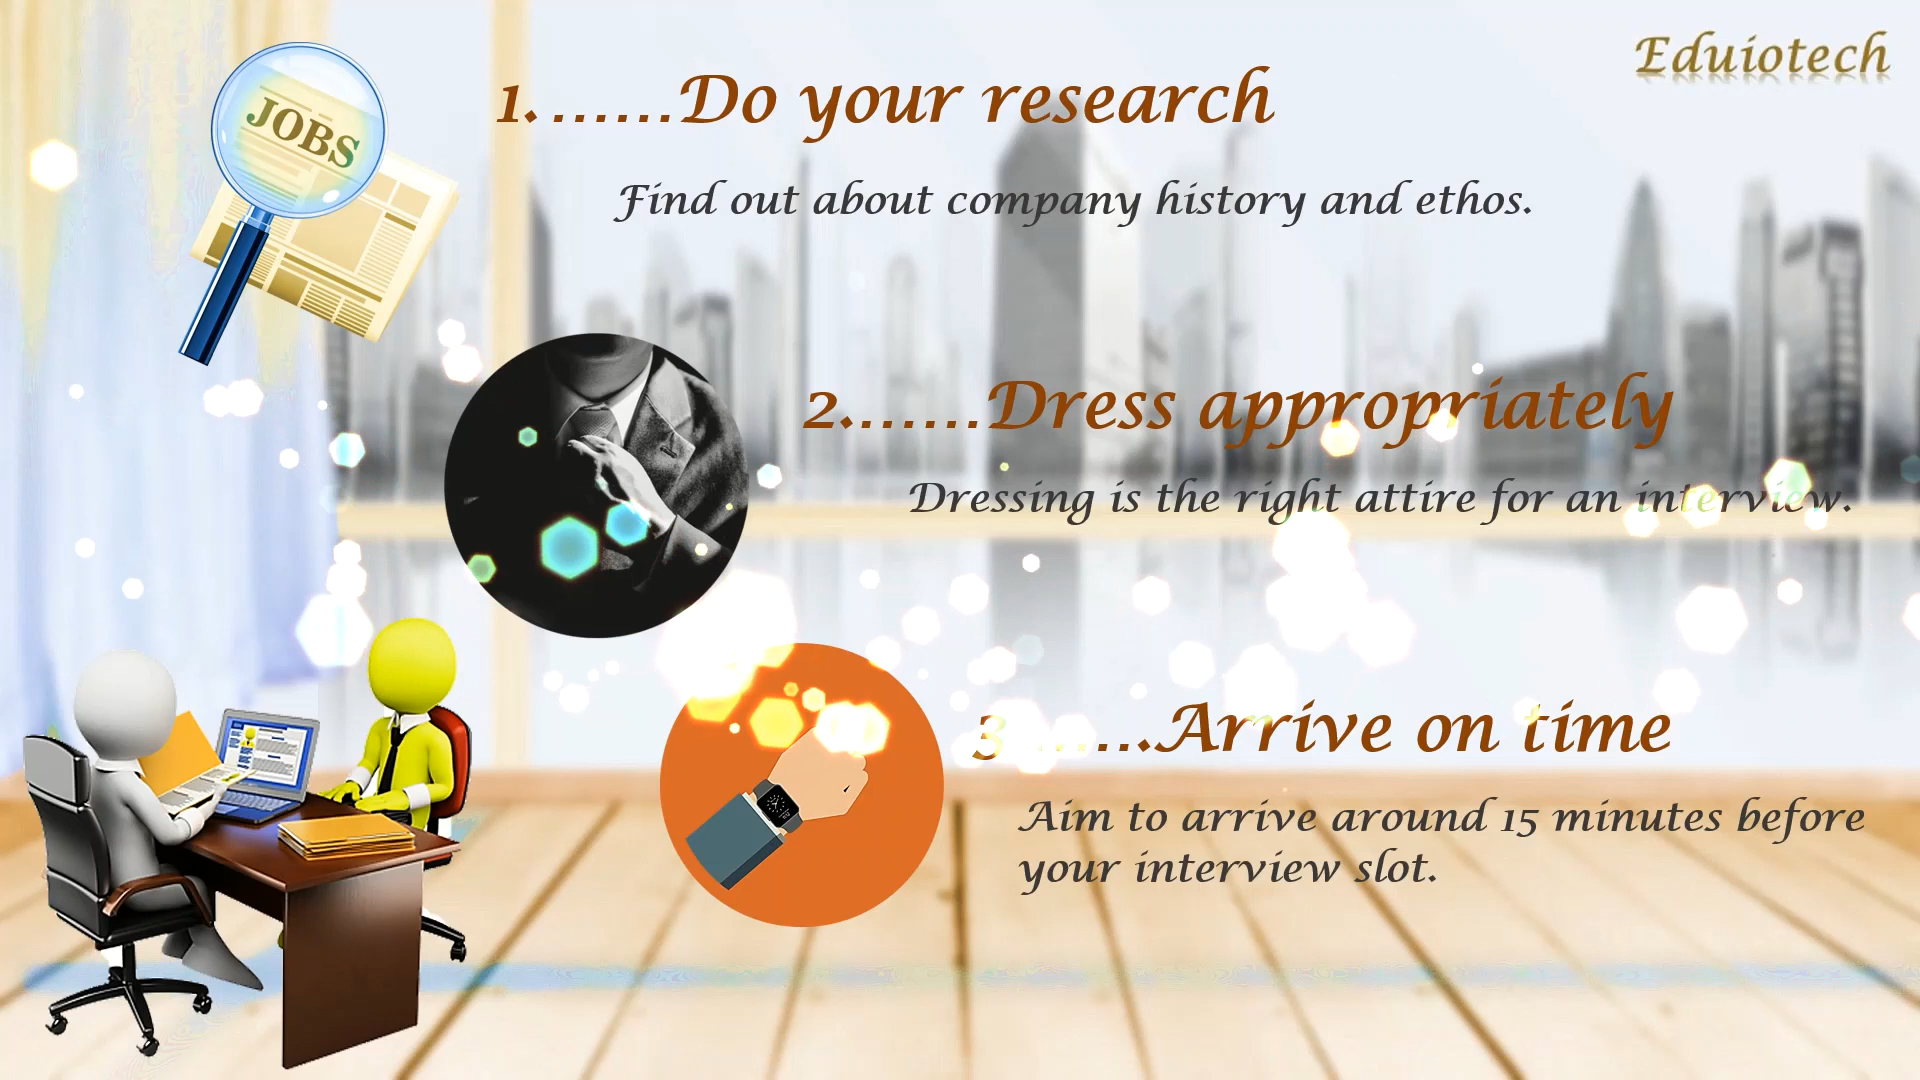 Eduiotech
JOBS
1.......Do your research
Find out about company history and ethos.
2.......Dress appropriately
Dressing is the right attire for an interview.
3.......Arrive on time
Aim to arrive around 15 minutes before
your interview slot.